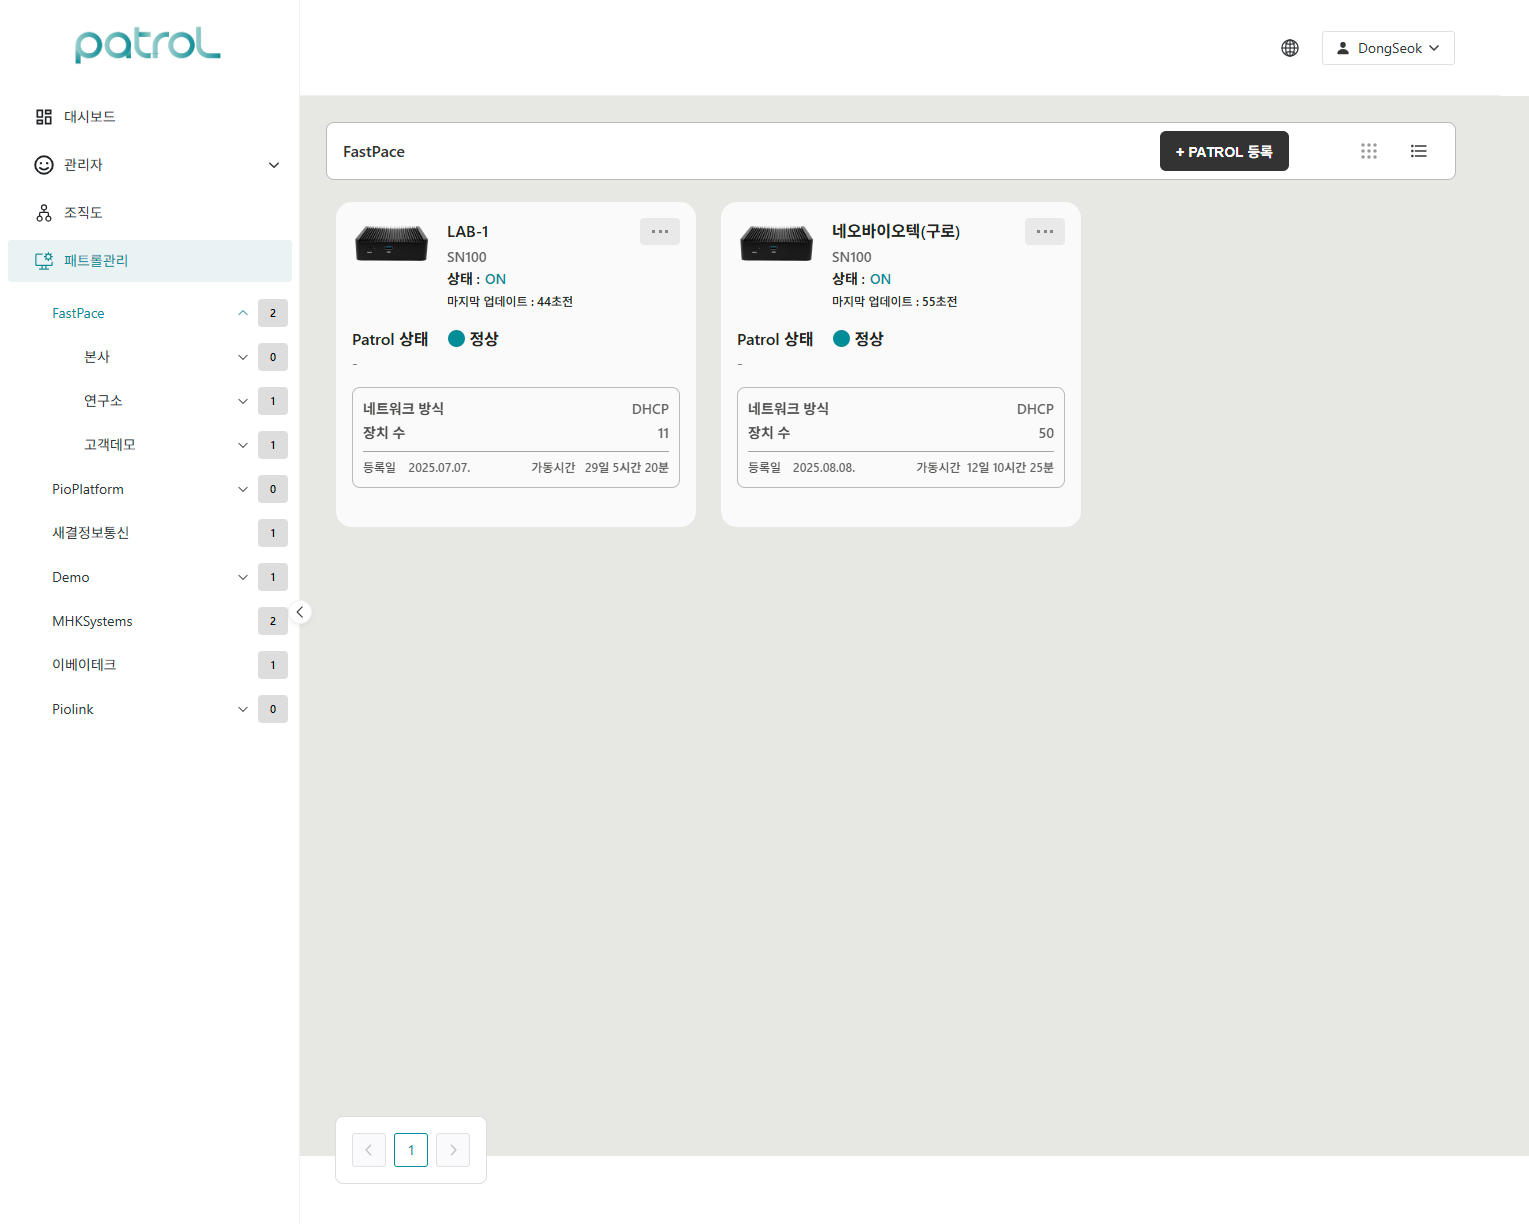 patrol
DongSeok
대시보드
관리자
조직도
패트롤관리
FastPace 2
본사 0
연구소 1
고객데모 1
PioPlatform 0
새결정보통신 1
Demo 1
MHKSystems 2
이베이테크 1
Piolink 0
FastPace
+ PATROL 등록
LAB-1
SN100
상태 : ON
마지막 업데이트 : 44초전
Patrol 상태 정상
-
네트워크 방식 DHCP
장치 수 11
등록일 2025.07.07. 가동시간 29일 5시간 20분
네오바이오텍(구로)
SN100
상태 : ON
마지막 업데이트 : 55초전
Patrol 상태 정상
-
네트워크 방식 DHCP
장치 수 50
등록일 2025.08.08. 가동시간 12일 10시간 25분
1